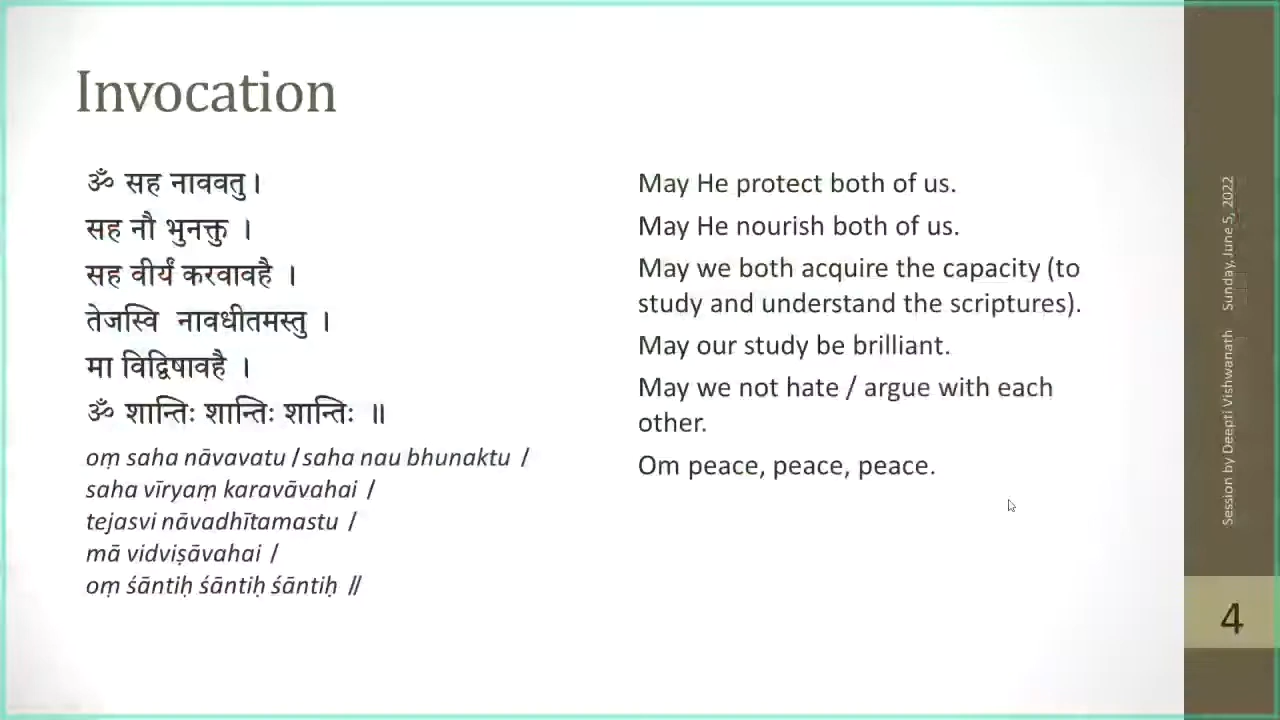 Invocation
ॐ सह नाववतु ।
सह नौ भुनक्तु ।
सह वीर्यं करवावहै ।
तेजस्वि नावधीतमस्तु ।
मा विद्विषावहै ।
ॐ शान्तिः शान्तिः शान्तिः ॥
oṃ saha nāvavatu / saha nau bhunaktu /
saha vīryaṃ karavāvahai /
tejasvi nāvadhītamastu /
mā vidviṣāvahai /
oṃ śāntiḥ śāntiḥ śāntiḥ //
May He protect both of us.
May He nourish both of us.
May we both acquire the capacity (to
study and understand the scriptures).
May our study be brilliant.
May we not hate / argue with each
other.
Om peace, peace, peace.
Session by Deepti Vishwanath Sunday, June 5, 2022
4